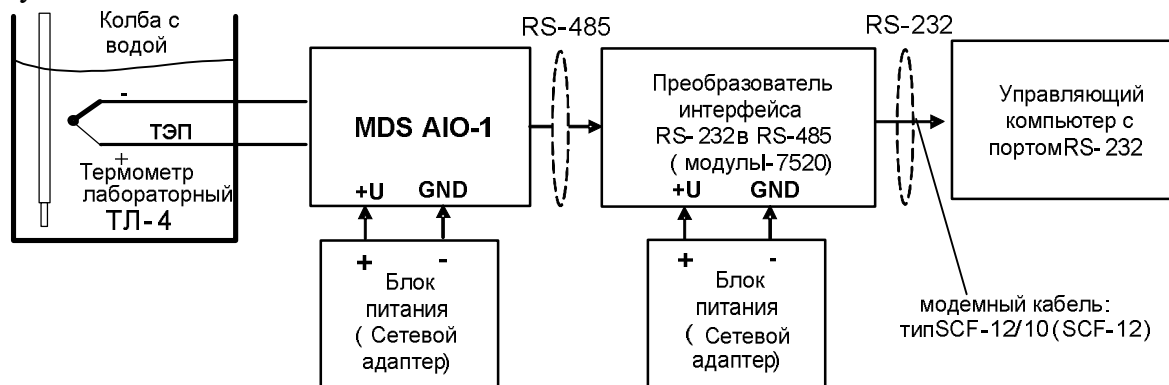 Колба с
водой
-
ТЭП
+
Термометр
лабораторный
ТЛ-4
MDS AIO-1
+U GND
+ -
Блок
питания
( Сетевой
адаптер)
RS-485
Преобразователь
интерфейса
RS-232в RS-485
( модульI-7520)
+U GND
+ -
Блок
питания
( Сетевой
адаптер)
RS-232
Управляющий
компьютер с
портомRS-232
модемный кабель:
типSCF-12/10(SCF-12)